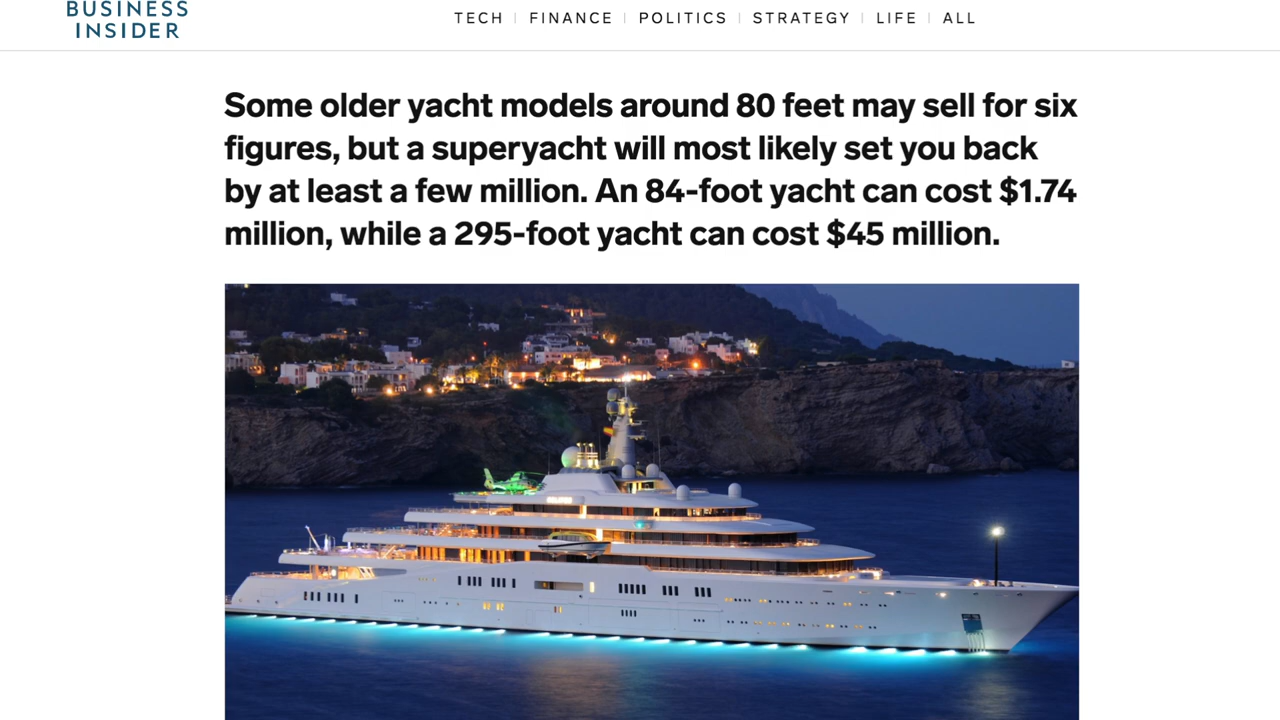 BUSINESS
INSIDER
TECH | FINANCE | POLITICS | STRATEGY | LIFE | ALL
Some older yacht models around 80 feet may sell for six
figures, but a superyacht will most likely set you back
by at least a few million. An 84-foot yacht can cost $1.74
million, while a 295-foot yacht can cost $45 million.